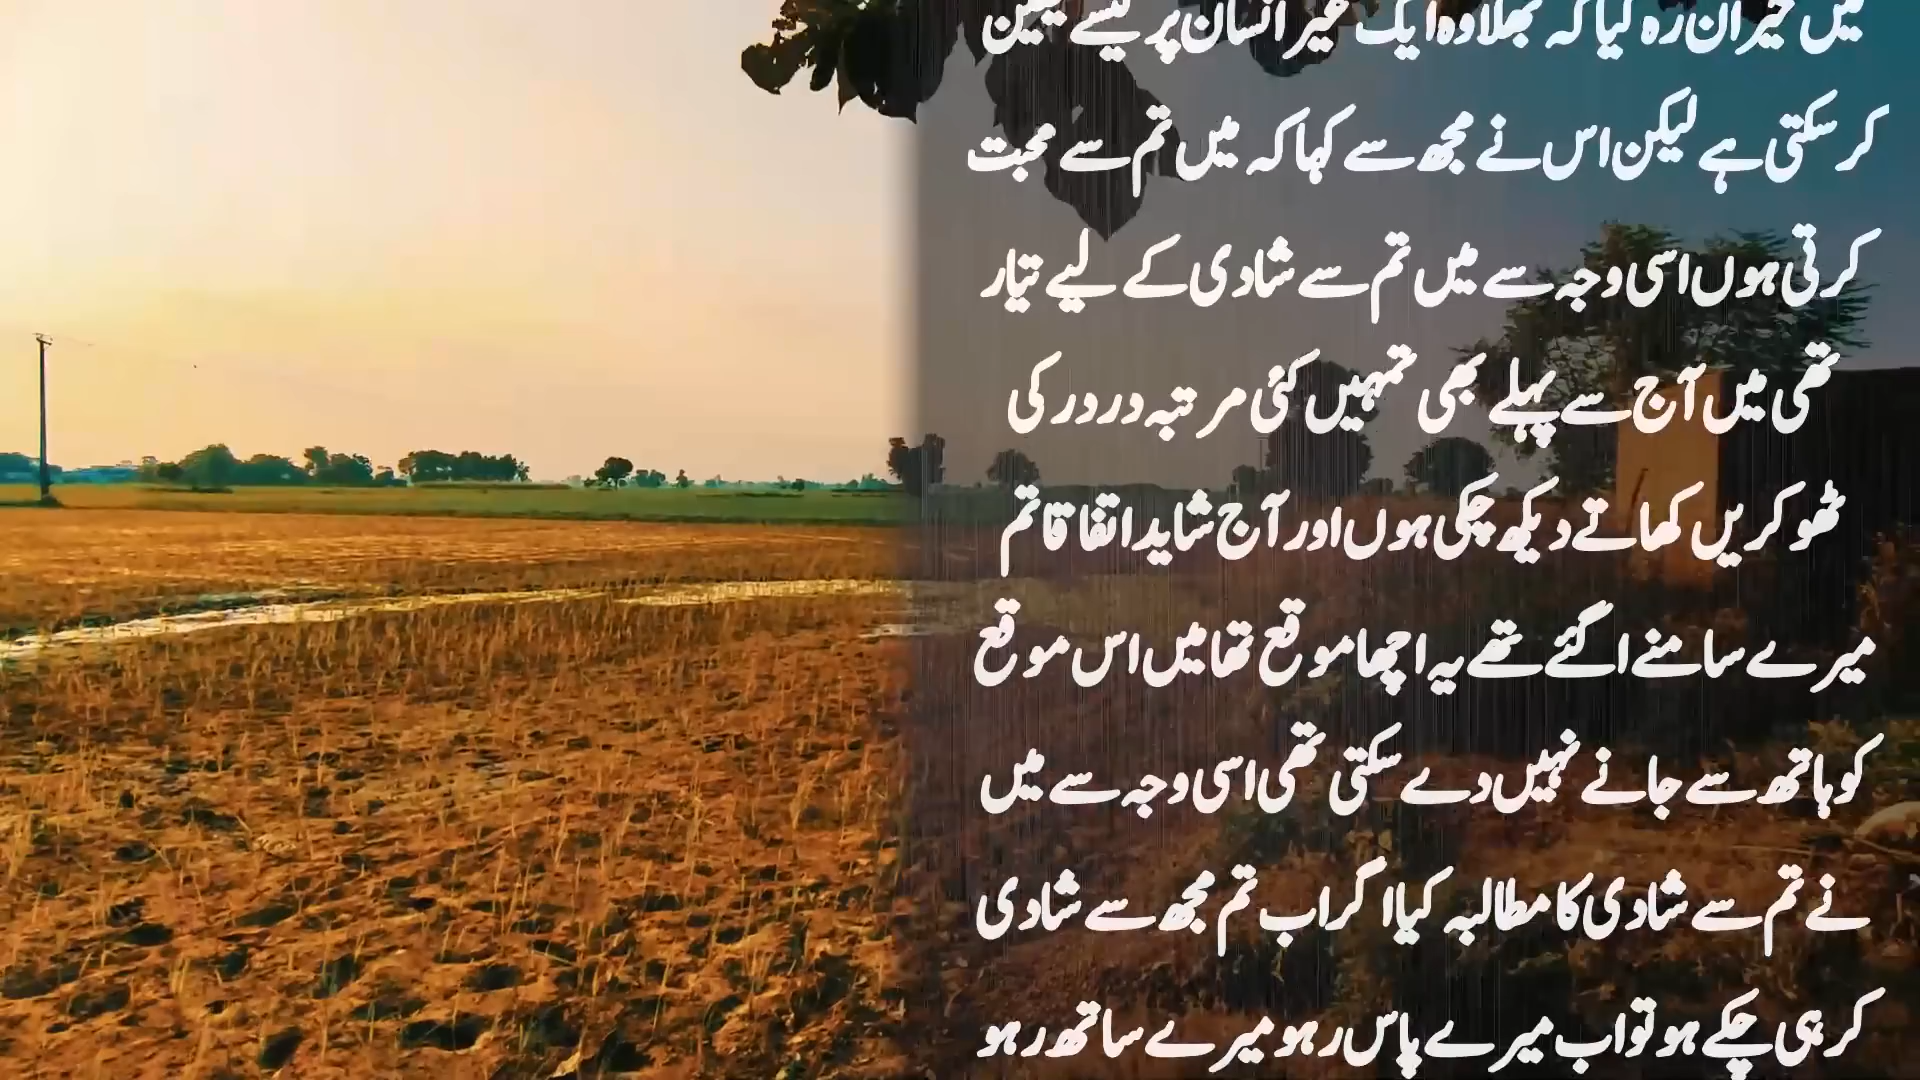 میں حیران رہ گیا کہ بھلا وہ ایک غیر انسان پر کیسے یقین
کر سکتی ہے لیکن اس نے مجھ سے کہا کہ میں تم سے محبت
کرتی ہوں اسی وجہ سے میں تم سے شادی کے لیے تیار
تھی میں آج سے پہلے بھی تمہیں کئی مرتبہ در در کی
ٹھوکریں کھاتے دیکھ چکی ہوں اور آج شاید اتفاقا تم
میرے سامنے اگئے تھے یہ اچھا موقع تھا میں اس موقع
کو ہاتھ سے جانے نہیں دے سکتی تھی اسی وجہ سے میں
نے تم سے شادی کا مطالبہ کیا اگر اب تم مجھ سے شادی
کر ہی چکے ہو تو اب میرے پاس رہو میرے ساتھ رہو